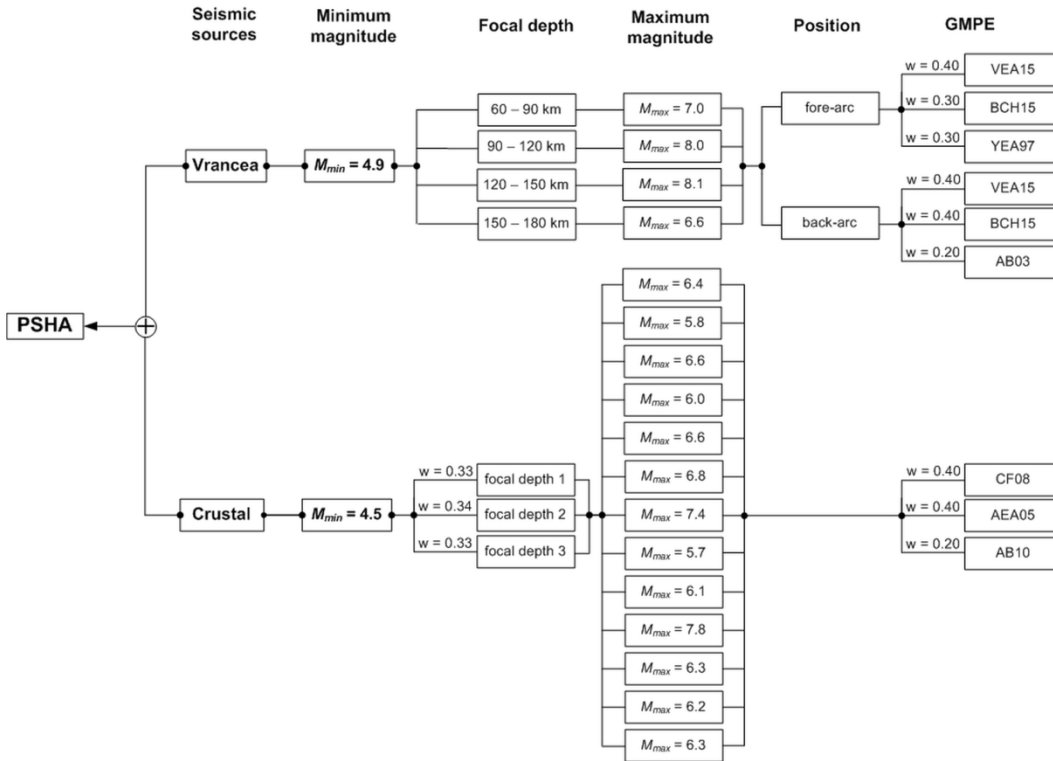 Seismic sources
Minimum magnitude
Focal depth
Maximum magnitude
Position
GMPE
Vrancea
Mmin = 4.9
60 – 90 km
Mmax = 7.0
90 – 120 km
Mmax = 8.0
120 – 150 km
Mmax = 8.1
150 – 180 km
Mmax = 6.6
fore-arc
w = 0.40
VEA15
w = 0.30
BCH15
w = 0.30
YEA97
back-arc
w = 0.40
VEA15
w = 0.40
BCH15
w = 0.20
AB03
PSHA
Crustal
Mmin = 4.5
w = 0.33
focal depth 1
w = 0.34
focal depth 2
w = 0.33
focal depth 3
Mmax = 6.4
Mmax = 5.8
Mmax = 6.6
Mmax = 6.0
Mmax = 6.6
Mmax = 6.8
Mmax = 7.4
Mmax = 5.7
Mmax = 6.1
Mmax = 7.8
Mmax = 6.3
Mmax = 6.2
Mmax = 6.3
w = 0.40
CF08
w = 0.40
AEA05
w = 0.20
AB10